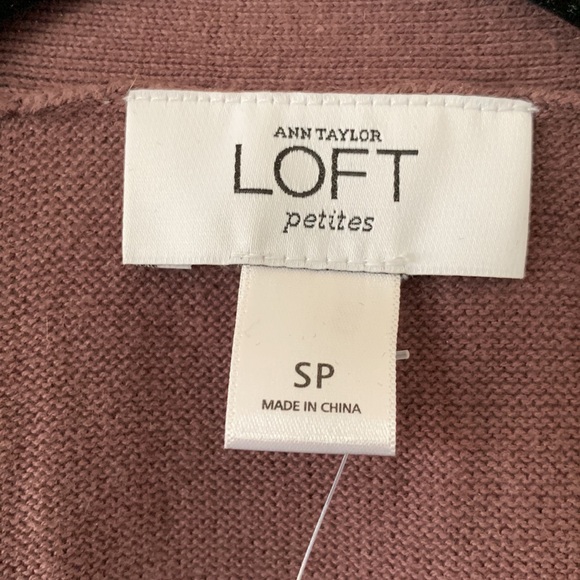 ANN TAYLOR
LOFT
petites
SP
MADE IN CHINA